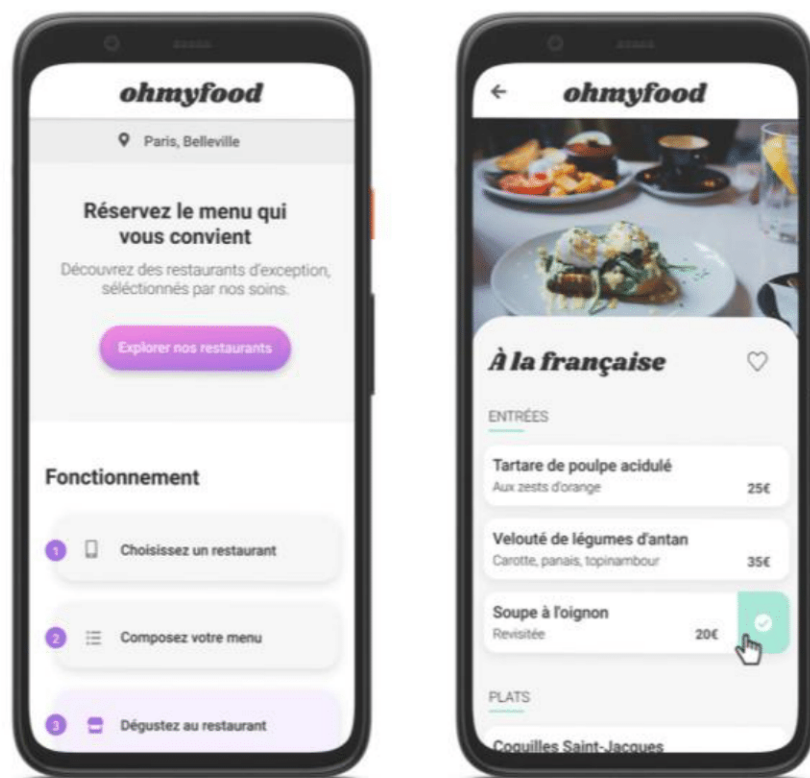 ohmyfood
Paris, Belleville
Réservez le menu qui
vous convient
Découvrez des restaurants d'exception,
séléctionnés par nos soins.
Explorer nos restaurants
Fonctionnement
1 Choisissez un restaurant
2 Composez votre menu
3 Dégustez au restaurant
ohmyfood
À la française
ENTRÉES
Tartare de poulpe acidulé
Aux zests d'orange 25€
Velouté de légumes d'antan
Carotte, panais, topinambour 35€
Soupe à l'oignon
Revisitée 20€
PLATS
Coquilles Saint-Jacques